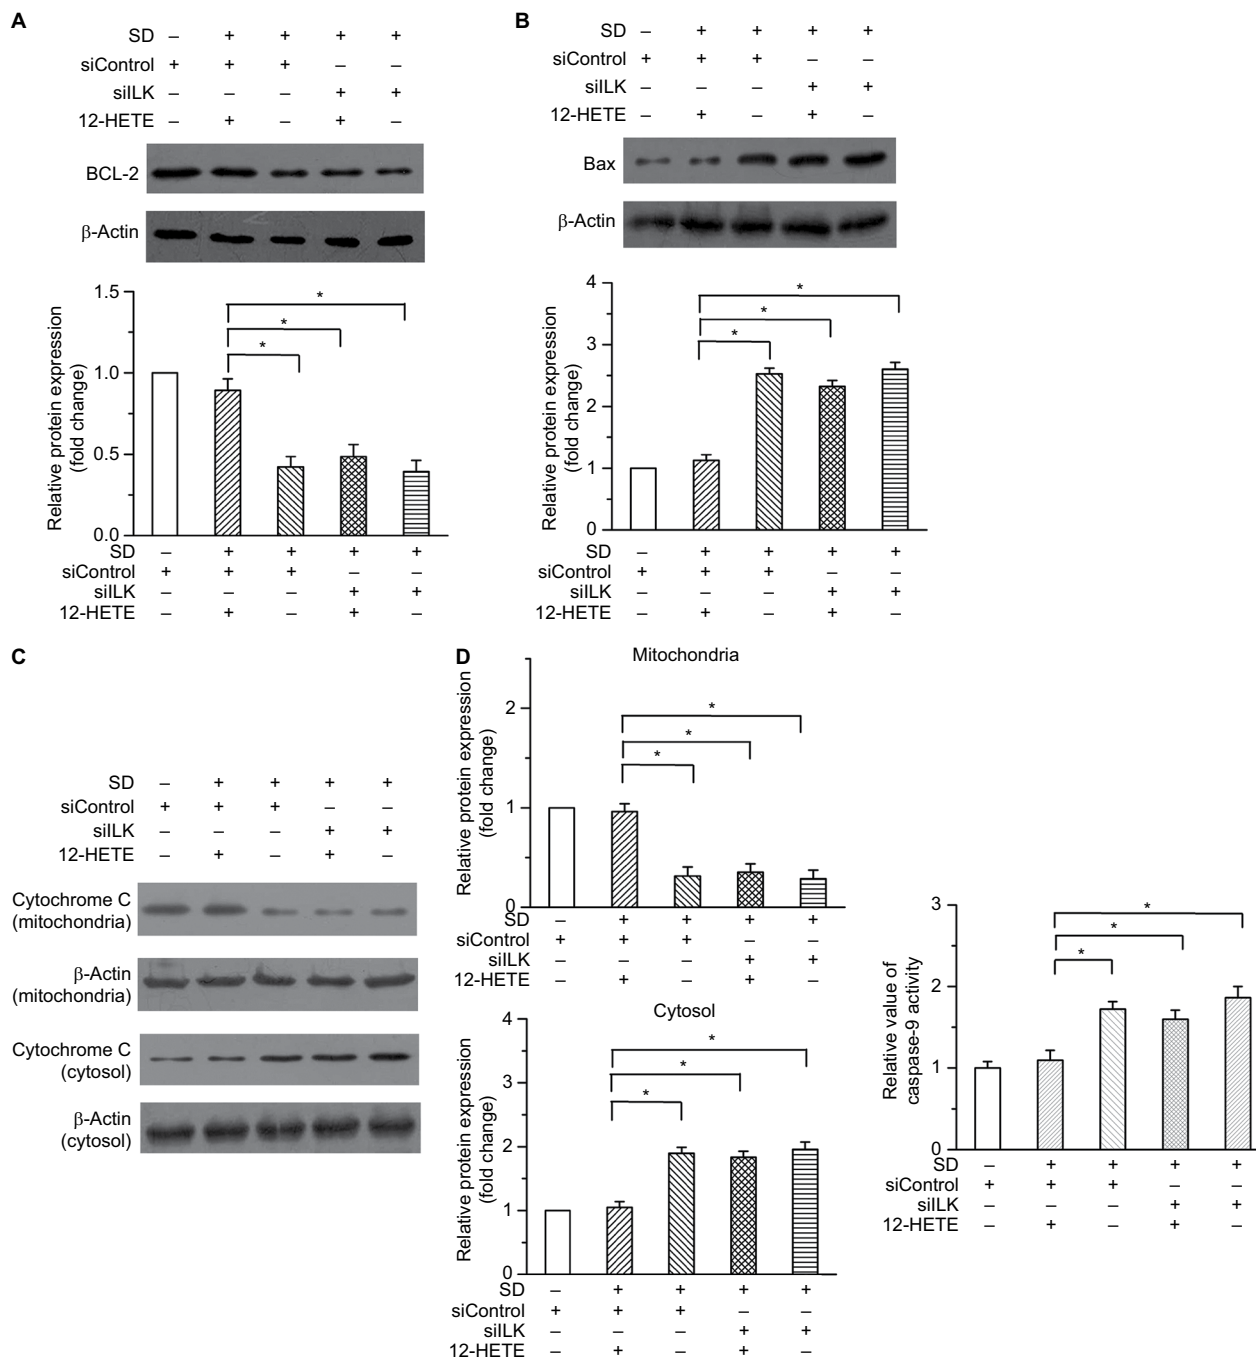 A
SD – + + + +
siControl + + + – –
siILK – – – + +
12-HETE – + – + –
BCL-2
β-Actin
Relative protein expression
(fold change)
1.5
1.0
0.5
0.0
*
*
*
SD – + + + +
siControl + + + – –
siILK – – – + +
12-HETE – + – + –
B
SD – + + + +
siControl + + + – –
siILK – – – + +
12-HETE – + – + –
Bax
β-Actin
Relative protein expression
(fold change)
4
3
2
1
0
*
*
*
SD – + + + +
siControl + + + – –
siILK – – – + +
12-HETE – + – + –
C
SD – + + + +
siControl + + + – –
siILK – – – + +
12-HETE – + – + –
Cytochrome C
(mitochondria)
β-Actin
(mitochondria)
Cytochrome C
(cytosol)
β-Actin
(cytosol)
D
Mitochondria
Relative protein expression
(fold change)
2
1
0
*
*
*
SD – + + + +
siControl + + + – –
siILK – – – + +
12-HETE – + – + –
Cytosol
Relative protein expression
(fold change)
4
3
2
1
0
*
*
*
SD – + + + +
siControl + + + – –
siILK – – – + +
12-HETE – + – + –
Relative value of
caspase-9 activity
3
2
1
0
*
*
*
SD – + + + +
siControl + + + – –
siILK – – – + +
12-HETE – + – + –